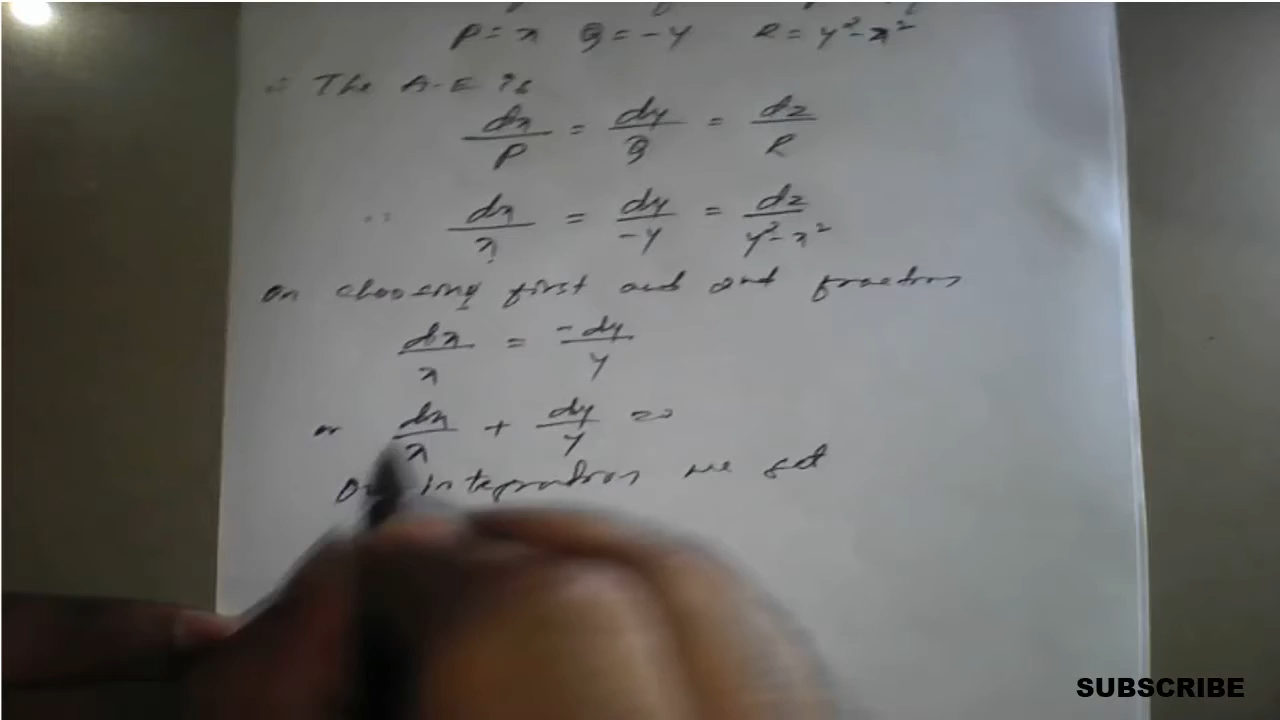 P = x Q = -y R = y² - x²
∴ The A.E is
dx/P = dy/Q = dz/R
∴ dx/x = dy/-y = dz/y² - x²
on choosing first and 2nd fraction
dx/x = -dy/y
or dx/x + dy/y = 0
On integration we get
SUBSCRIBE